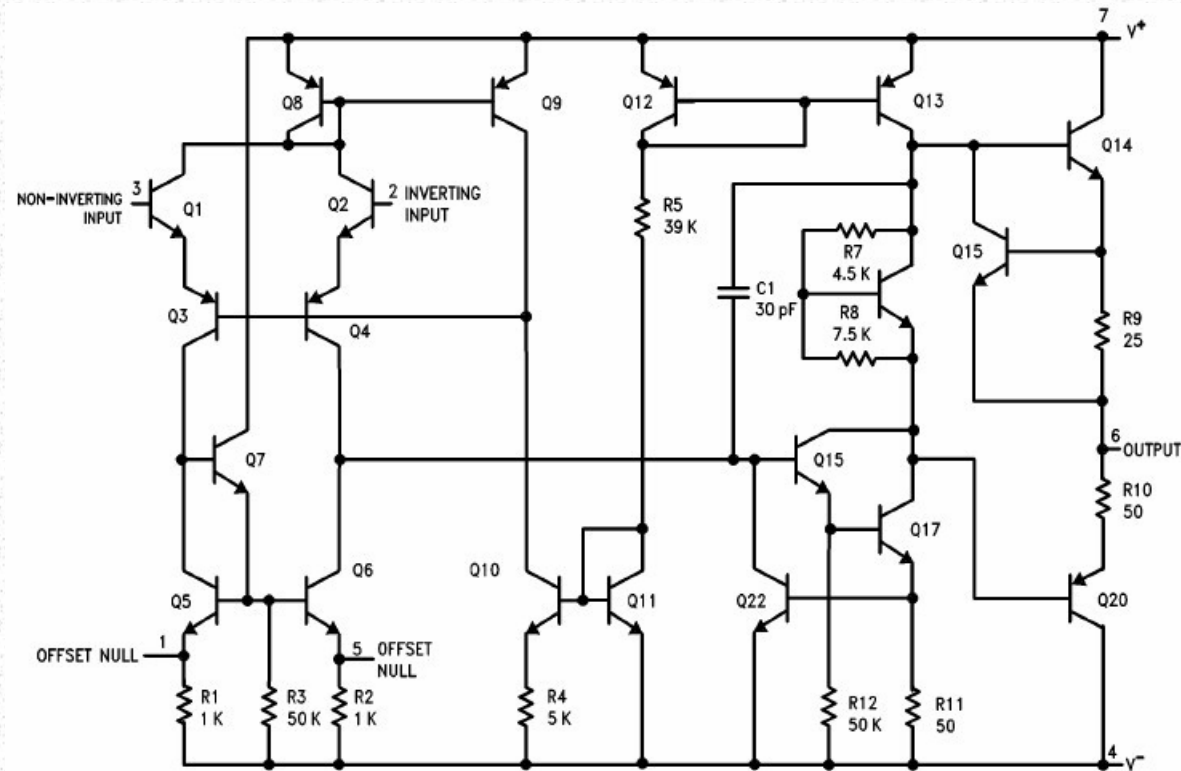 7
V+
Q8
Q9
Q12
Q13
Q14
3
NON-INVERTING
INPUT
Q1
Q2
2 INVERTING
INPUT
R5
39 K
Q15
R7
4.5 K
C1
30 pF
R8
7.5 K
R9
25
Q3
Q4
6
OUTPUT
Q7
Q15
R10
50
Q17
Q5
Q6
Q10
Q11
Q22
Q20
1
OFFSET NULL
5 OFFSET
NULL
R1
1 K
R3
50 K
R2
1 K
R4
5 K
R12
50 K
R11
50
4
V-